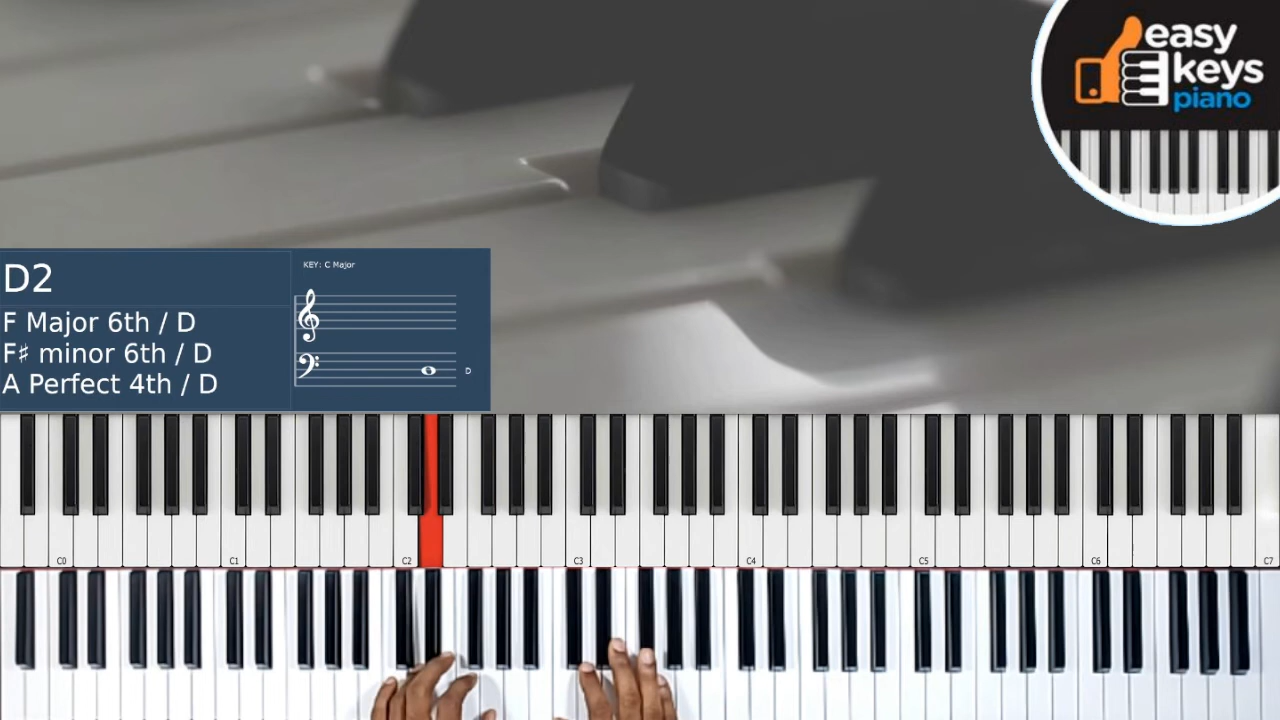 easy
keys
piano
D2
KEY: C Major
F Major 6th / D
F♯ minor 6th / D
A Perfect 4th / D
D
C0 C1 C2 C3 C4 C5 C6 C7